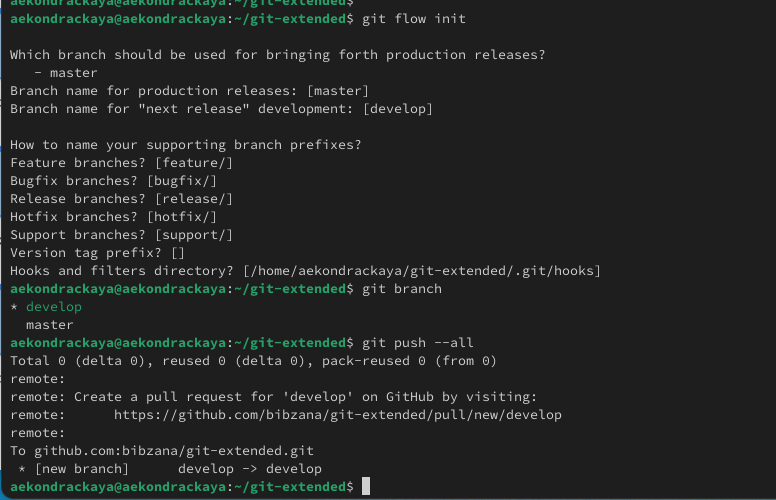 aekondrackaya@aekondrackaya:~/git-extended$
aekondrackaya@aekondrackaya:~/git-extended$ git flow init
Which branch should be used for bringing forth production releases?
   - master
Branch name for production releases: [master]
Branch name for "next release" development: [develop]
How to name your supporting branch prefixes?
Feature branches? [feature/]
Bugfix branches? [bugfix/]
Release branches? [release/]
Hotfix branches? [hotfix/]
Support branches? [support/]
Version tag prefix? []
Hooks and filters directory? [/home/aekondrackaya/git-extended/.git/hooks]
aekondrackaya@aekondrackaya:~/git-extended$ git branch
* develop
  master
aekondrackaya@aekondrackaya:~/git-extended$ git push --all
Total 0 (delta 0), reused 0 (delta 0), pack-reused 0 (from 0)
remote:
remote: Create a pull request for 'develop' on GitHub by visiting:
remote:      https://github.com/bibzana/git-extended/pull/new/develop
remote:
To github.com:bibzana/git-extended.git
 * [new branch]      develop -> develop
aekondrackaya@aekondrackaya:~/git-extended$